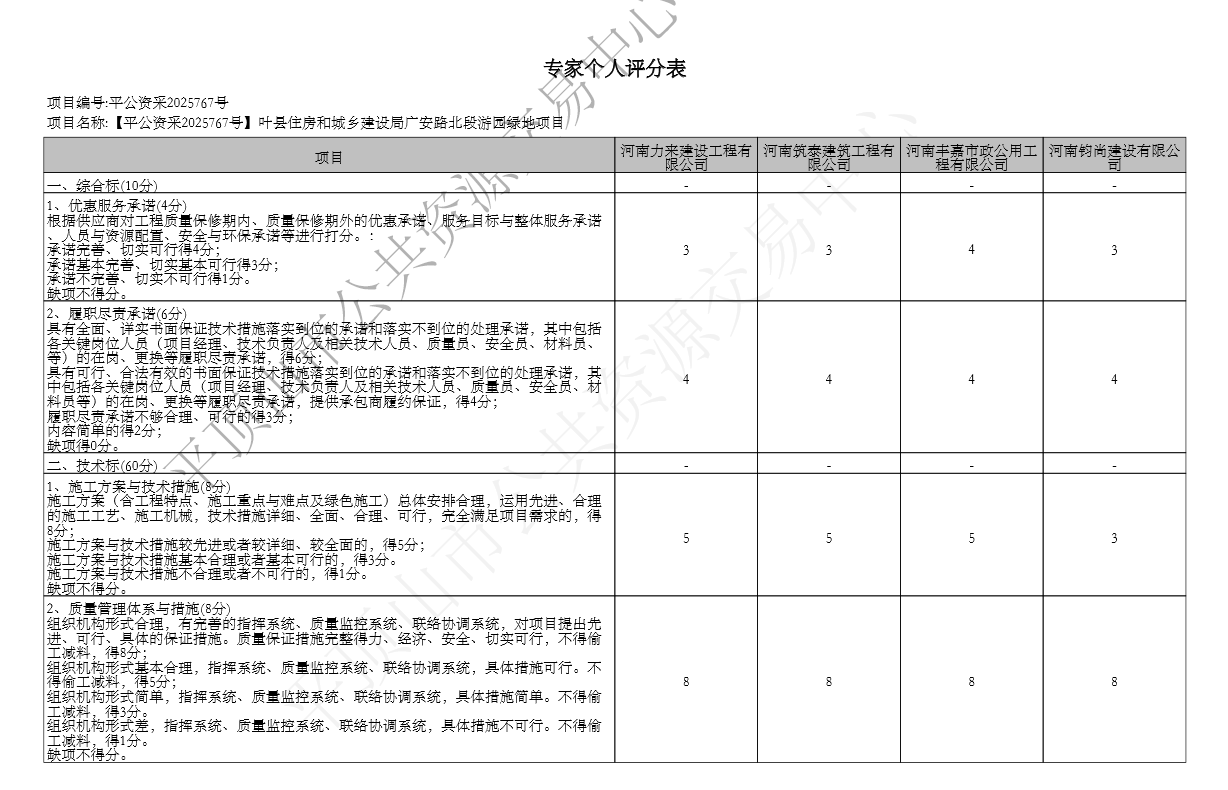 专家个人评分表
项目编号:平公资采2025767号
项目名称:【平公资采2025767号】叶县住房和城乡建设局广安路北段游园绿地项目
项目 河南力来建设工程有限公司 河南筑泰建筑工程有限公司 河南丰嘉市政公用工程有限公司 河南钧尚建设有限公司
一、综合标(10分) - - - -
1、优惠服务承诺(4分)
根据供应商对工程质量保修期内、质量保修期外的优惠承诺、服务目标与整体服务承诺
、人员与资源配置、安全与环保承诺等进行打分。:
承诺完善、切实可行得4分；
承诺基本完善、切实基本可行得3分；
承诺不完善、切实不可行得1分。
缺项不得分。
3 3 4 3
2、履职尽责承诺(6分)
具有全面、详实书面保证技术措施落实到位的承诺和落实不到位的处理承诺，其中包括
各关键岗位人员（项目经理、技术负责人及相关技术人员、质量员、安全员、材料员、
等）的在岗、更换等履职尽责承诺，得6分；
具有可行、合法有效的书面保证技术措施落实到位的承诺和落实不到位的处理承诺，其
中包括各关键岗位人员（项目经理、技术负责人及相关技术人员、质量员、安全员、材
料员等）的在岗、更换等履职尽责承诺，提供承包商履约保证，得4分；
履职尽责承诺不够合理、可行的得3分；
内容简单的得2分；
缺项得0分。
4 4 4 4
二、技术标(60分) - - - -
1、施工方案与技术措施(8分)
施工方案（含工程特点、施工重点与难点及绿色施工）总体安排合理，运用先进、合理
的施工工艺、施工机械，技术措施详细、全面、合理、可行，完全满足项目需求的，得
8分；
施工方案与技术措施较先进或者较详细、较全面的，得5分；
施工方案与技术措施基本合理或者基本可行的，得3分。
施工方案与技术措施不合理或者不可行的，得1分。
缺项不得分。
5 5 5 3
2、质量管理体系与措施(8分)
组织机构形式合理，有完善的指挥系统、质量监控系统、联络协调系统，对项目提出先
进、可行、具体的保证措施。质量保证措施完整得力、经济、安全、切实可行，不得偷
工减料，得8分；
组织机构形式基本合理，指挥系统、质量监控系统、联络协调系统，具体措施可行。不
得偷工减料，得5分；
组织机构形式简单，指挥系统、质量监控系统、联络协调系统，具体措施简单。不得偷
工减料，得3分。
组织机构形式差，指挥系统、质量监控系统、联络协调系统，具体措施不可行。不得偷
工减料，得1分。
缺项不得分。
8 8 8 8
平顶山市公共资源交易中心
平顶山市公共资源交易中心